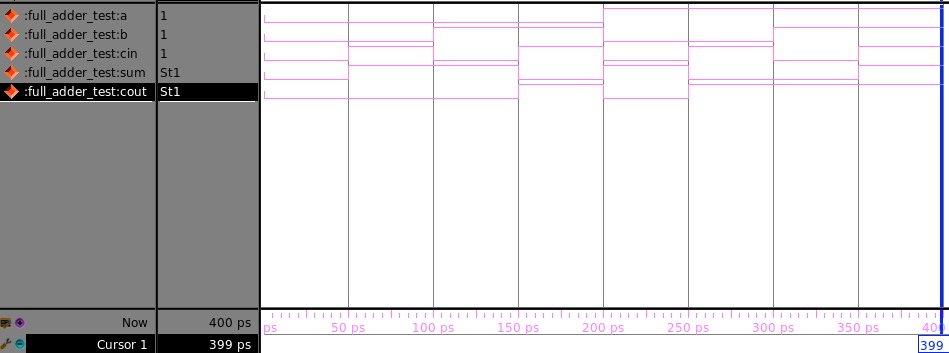 :full_adder_test:a 1
:full_adder_test:b 1
:full_adder_test:cin 1
:full_adder_test:sum St1
:full_adder_test:cout St1
Now 400 ps
ps 50 ps 100 ps 150 ps 200 ps 250 ps 300 ps 350 ps 400
Cursor 1 399 ps 399